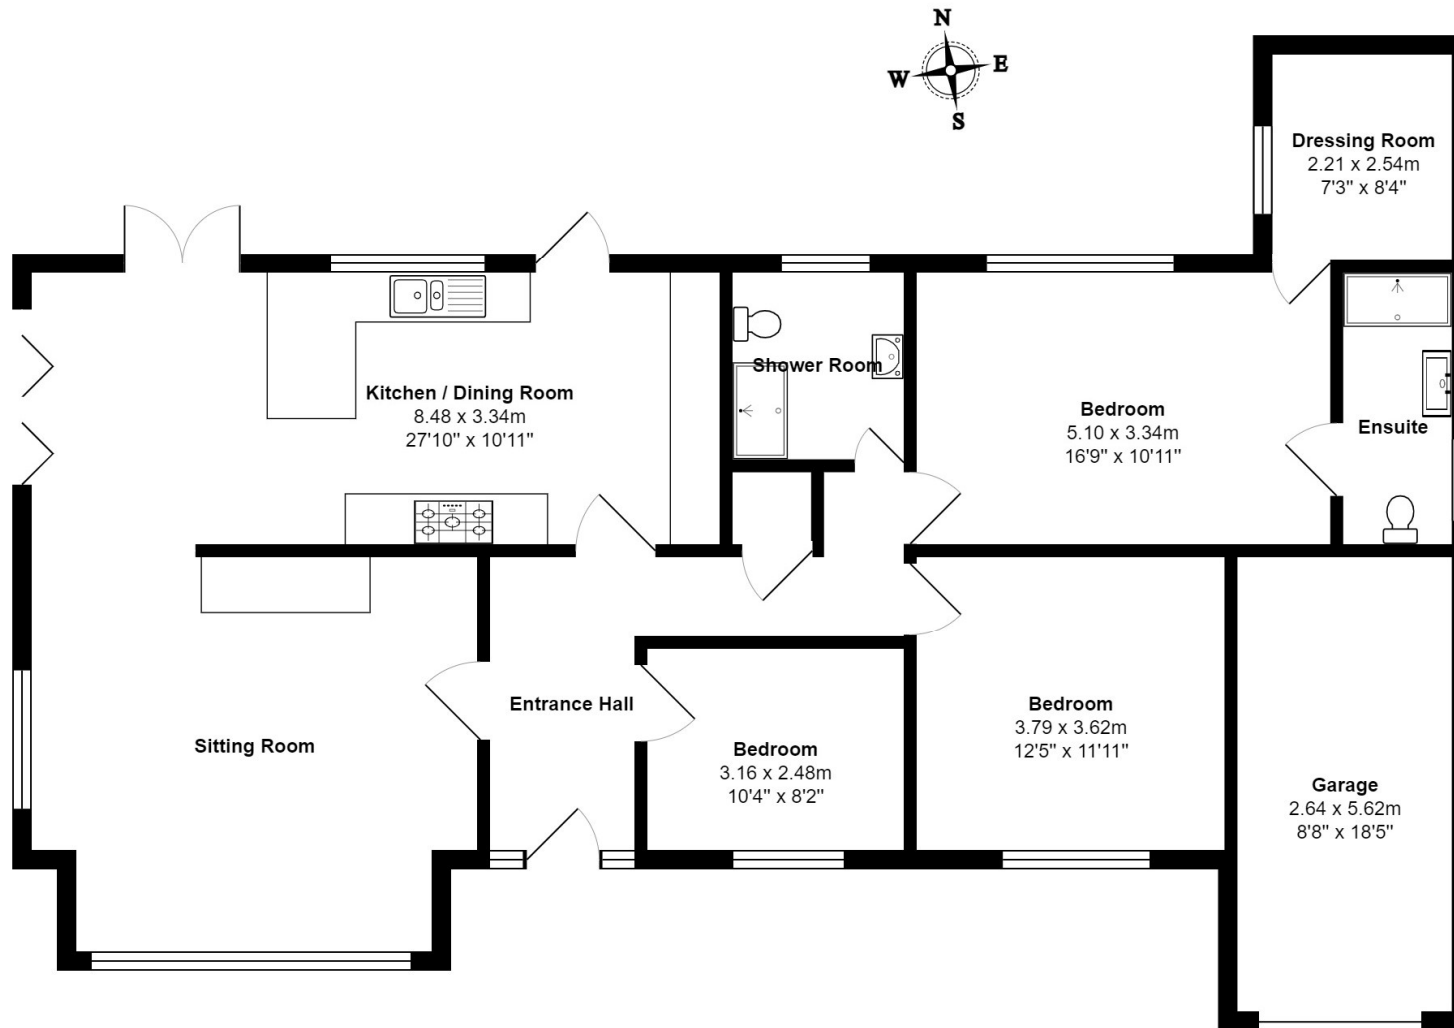 N
W
E
S
Dressing Room
2.21 x 2.54m
7'3" x 8'4"
Kitchen / Dining Room
8.48 x 3.34m
27'10" x 10'11"
Shower Room
Bedroom
5.10 x 3.34m
16'9" x 10'11"
Ensuite
Sitting Room
Entrance Hall
Bedroom
3.16 x 2.48m
10'4" x 8'2"
Bedroom
3.79 x 3.62m
12'5" x 11'11"
Garage
2.64 x 5.62m
8'8" x 18'5"